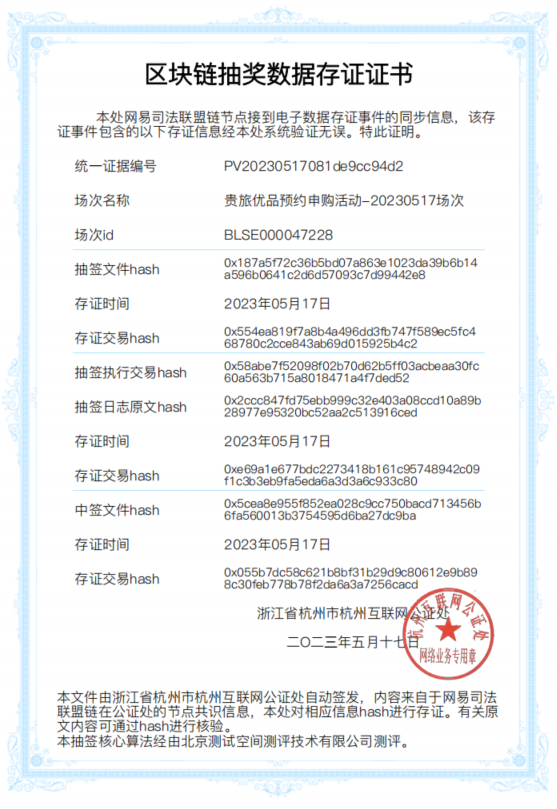 区块链抽奖数据存证证书
本处网易司法联盟链节点接到电子数据存证事件的同步信息，该存
证事件包含的以下存证信息经本处系统验证无误。特此证明。
统一证据编号 PV20230517081de9cc94d2
场次名称 贵旅优品预约申购活动-20230517场次
场次id BLSE000047228
抽签文件hash 0x187a5f72c36b5bd07a863e1023da39b6b14
a596b0641c2d6d57093c7d99442e8
存证时间 2023年05月17日
存证交易hash 0x554ea819f7a8b4a496dd3fb747f589ec5fc4
68780c2cce843ab69d015925b4c2
抽签执行交易hash 0x58abe7f52098f02b70d62b5ff03acbeaa30fc
60a563b715a8018471a4f7ded52
抽签日志原文hash 0x2ccc847fd75ebb999c32e403a08ccd10a89b
28977e95320bc52aa2c513916ced
存证时间 2023年05月17日
存证交易hash 0xe69a1e677bdc2273418b161c95748942c09
f1c3b3eb9fa5eda6a3d3a6c933c80
中签文件hash 0x5cea8e955f852ea028c9cc750bacd713456b
6fa560013b3754595d6ba27dc9ba
存证时间 2023年05月17日
存证交易hash 0x055b7dc58c621b8bf31b29d9c80612e9b898
c30feb778b78f2da6a3a7256cacd
浙江省杭州市杭州互联网公证处
二〇二三年五月十七日
杭州互联网公证处
网络业务专用章
本文件由浙江省杭州市杭州互联网公证处自动签发，内容来自于网易司法
联盟链在公证处的节点共识信息，本处对相应信息hash进行存证。有关原
文内容可通过hash进行核验。
本抽签核心算法经由北京测试空间测评技术有限公司测评。